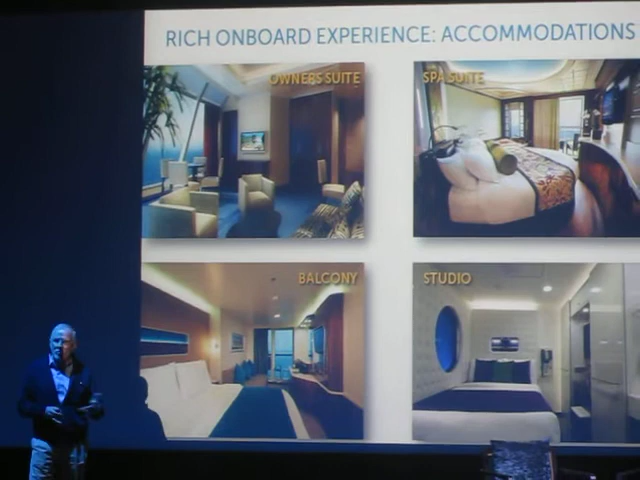 RICH ONBOARD EXPERIENCE: ACCOMMODATIONS
OWNERS SUITE
SPA SUITE
BALCONY
STUDIO